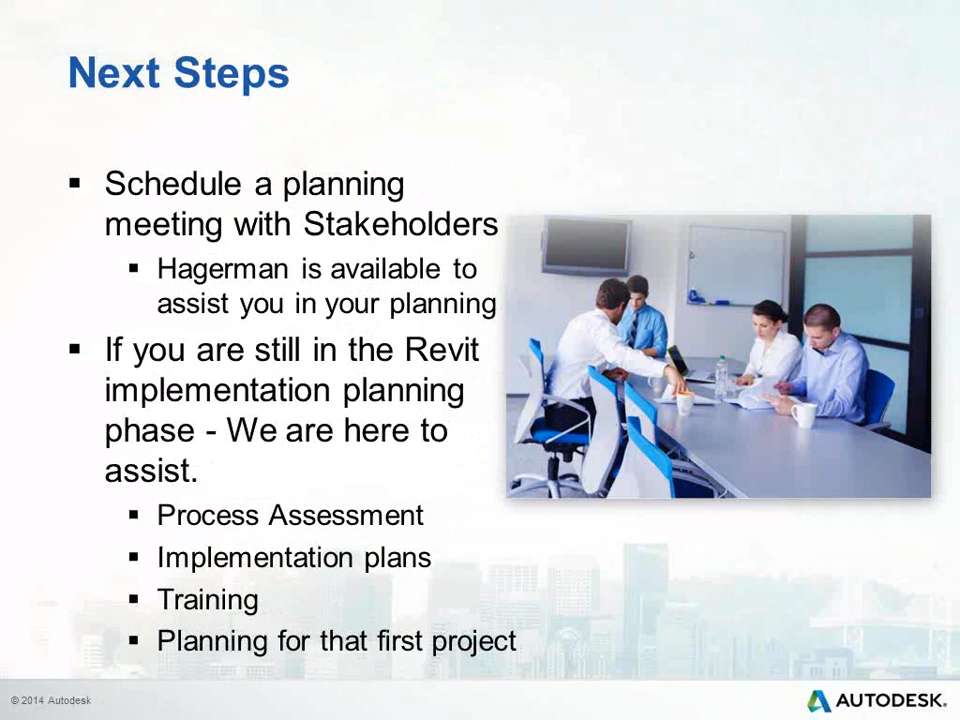 Next Steps
▪ Schedule a planning
meeting with Stakeholders
▪ Hagerman is available to
assist you in your planning
▪ If you are still in the Revit
implementation planning
phase - We are here to
assist.
▪ Process Assessment
▪ Implementation plans
▪ Training
▪ Planning for that first project
© 2014 Autodesk
AUTODESK.